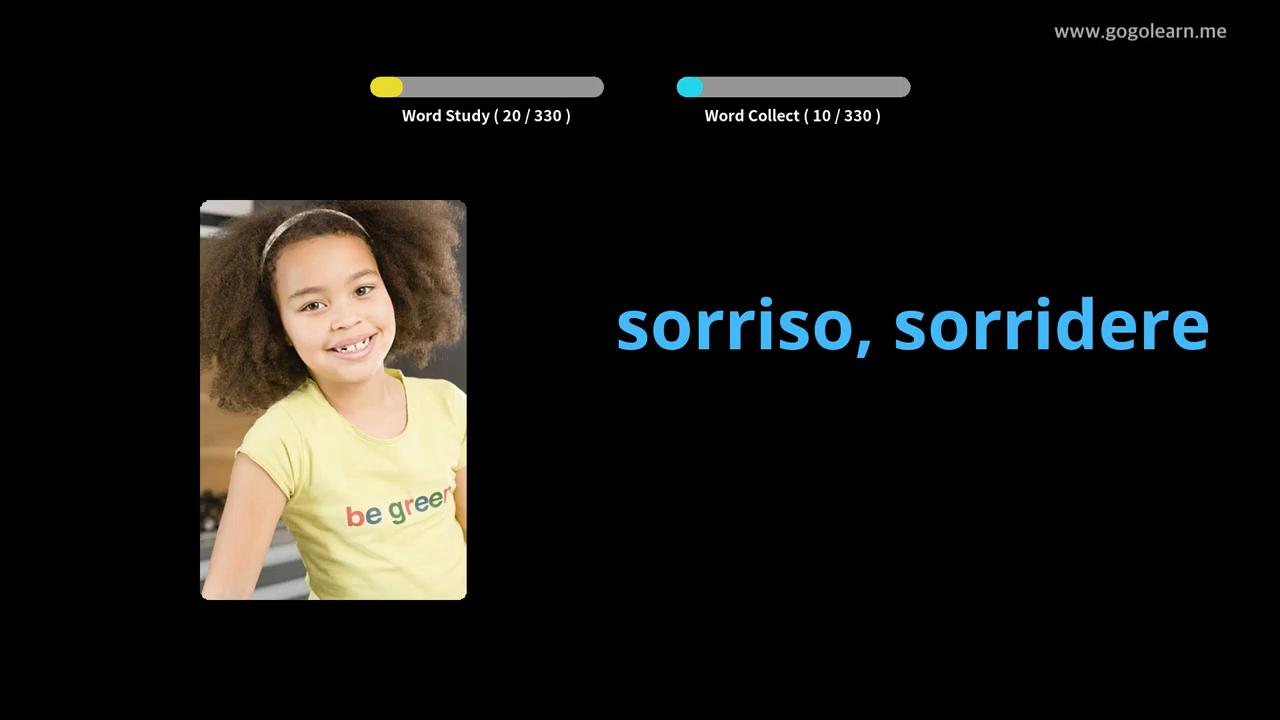 www.gogolearn.me
Word Study ( 20 / 330 )
Word Collect ( 10 / 330 )
sorriso, sorridere
be green